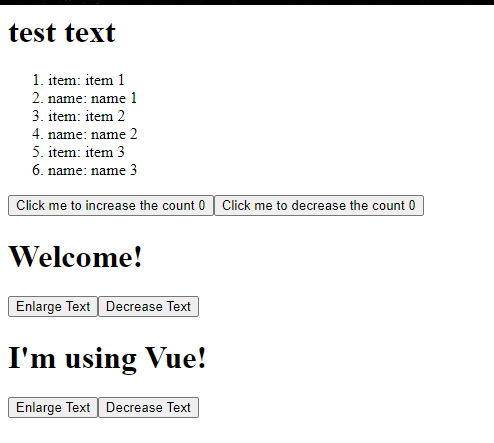 test text
1. item: item 1
2. name: name 1
3. item: item 2
4. name: name 2
5. item: item 3
6. name: name 3
Click me to increase the count 0 Click me to decrease the count 0
Welcome!
Enlarge Text Decrease Text
I'm using Vue!
Enlarge Text Decrease Text